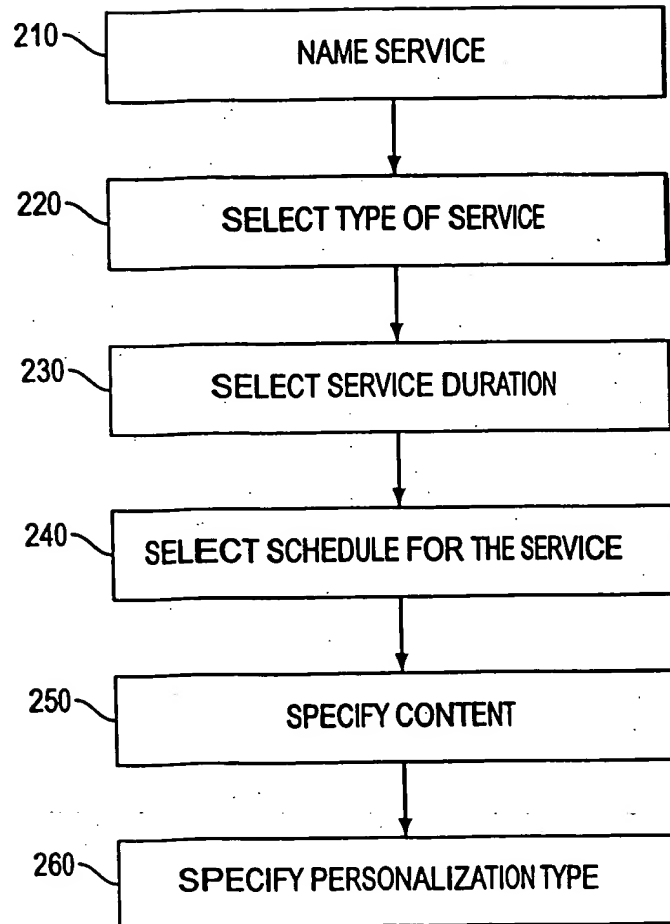 210
NAME SERVICE
220
SELECT TYPE OF SERVICE
230
SELECT SERVICE DURATION
240
SELECT SCHEDULE FOR THE SERVICE
250
SPECIFY CONTENT
260
SPECIFY PERSONALIZATION TYPE